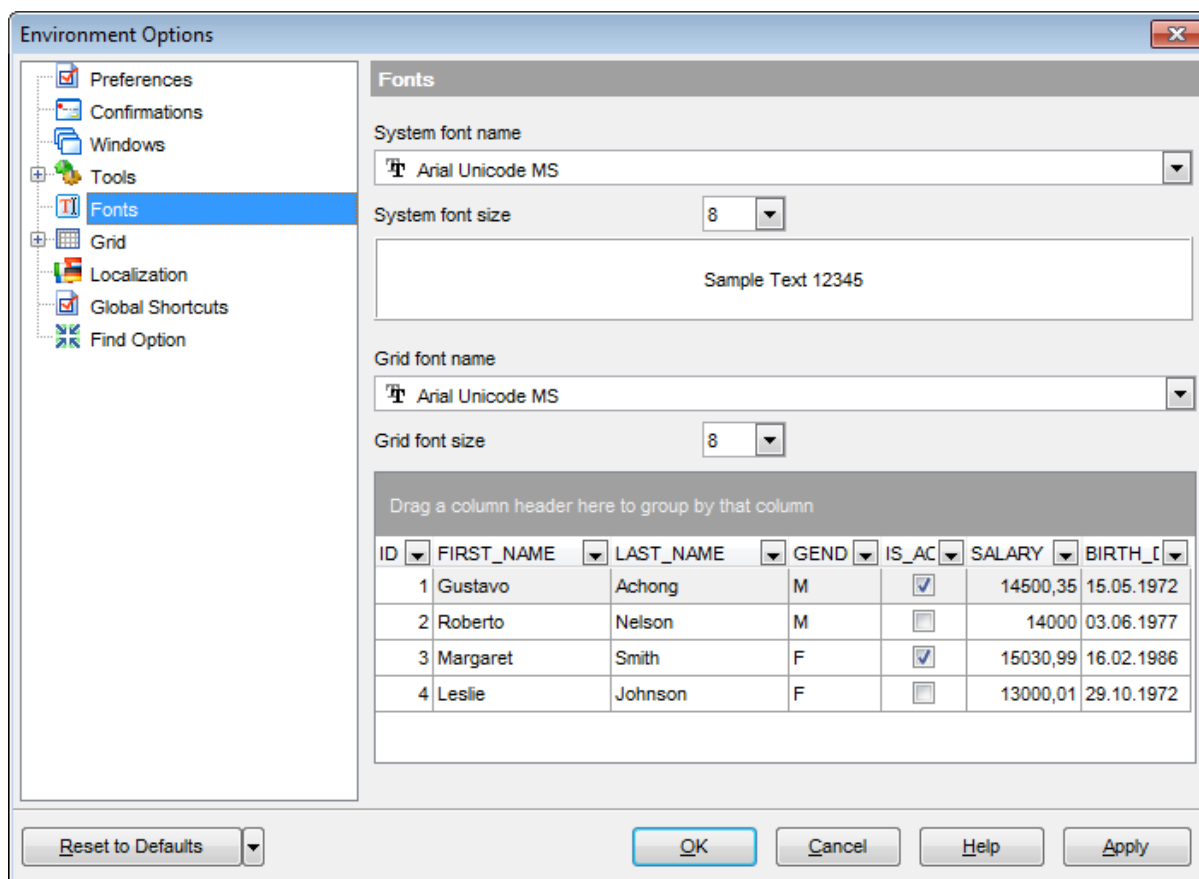 Environment Options
Preferences
Confirmations
Windows
Tools
Fonts
Grid
Localization
Global Shortcuts
Find Option
Fonts
System font name
Arial Unicode MS
System font size 8
Sample Text 12345
Grid font name
Arial Unicode MS
Grid font size 8
Drag a column header here to group by that column
ID FIRST_NAME LAST_NAME GEND IS_AC SALARY BIRTH_D
1 Gustavo Achong M 14500,35 15.05.1972
2 Roberto Nelson M 14000 03.06.1977
3 Margaret Smith F 15030,99 16.02.1986
4 Leslie Johnson F 13000,01 29.10.1972
Reset to Defaults OK Cancel Help Apply